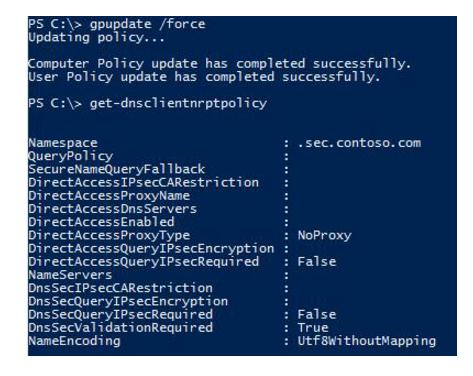 PS C:\> gpupdate /force
Updating policy...
Computer Policy update has completed successfully.
User Policy update has completed successfully.
PS C:\> get-dnsclientnrptpolicy
Namespace : .sec.contoso.com
QueryPolicy :
SecureNameQueryFallback :
DirectAccessIPsecCARestriction :
DirectAccessProxyName :
DirectAccessDnsServers :
DirectAccessEnabled :
DirectAccessProxyType : NoProxy
DirectAccessQueryIPsecEncryption :
DirectAccessQueryIPsecRequired : False
NameServers :
DnsSecIPsecCARestriction :
DnsSecQueryIPsecEncryption :
DnsSecQueryIPsecRequired : False
DnsSecValidationRequired : True
NameEncoding : Utf8WithoutMapping